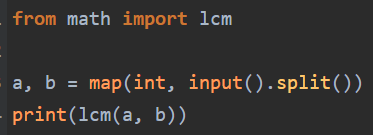 from math import lcm
a, b = map(int, input().split())
print(lcm(a, b))